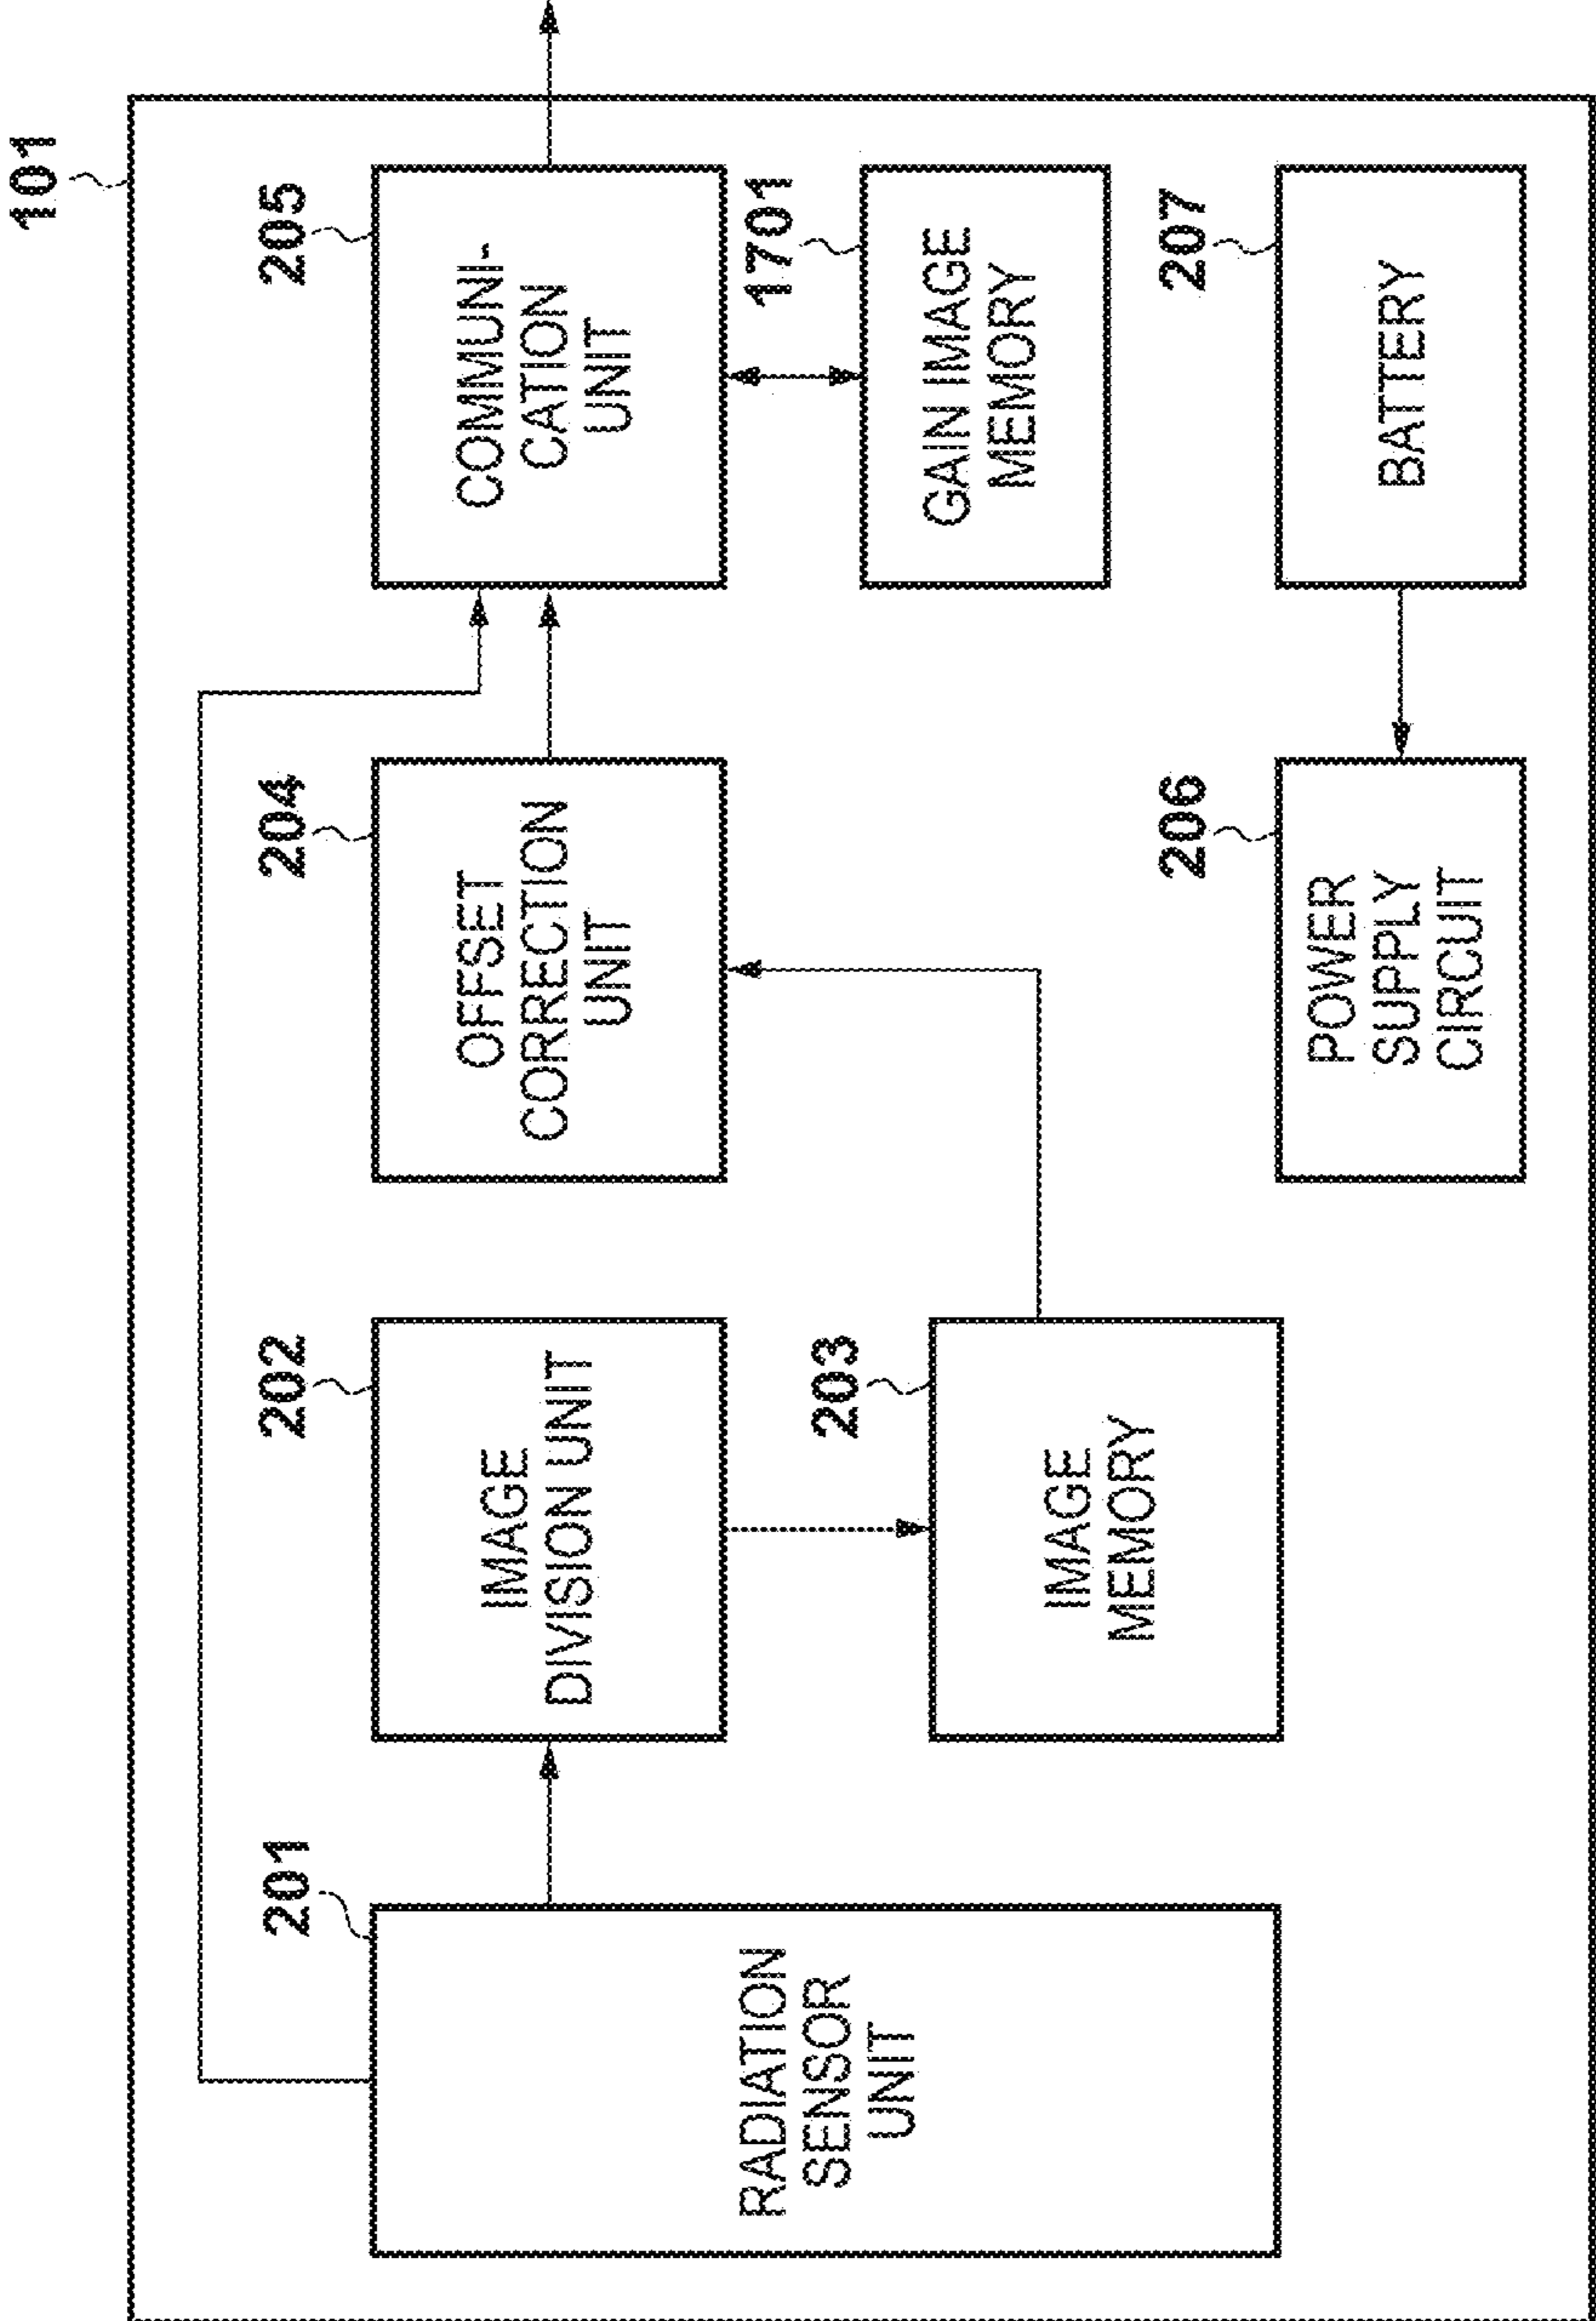 101
201
RADIATION
SENSOR
UNIT
202
IMAGE
DIVISION UNIT
203
IMAGE
MEMORY
204
OFFSET
CORRECTION
UNIT
205
COMMUNI-
CATION
UNIT
1701
GAIN IMAGE
MEMORY
206
POWER
SUPPLY
CIRCUIT
207
BATTERY